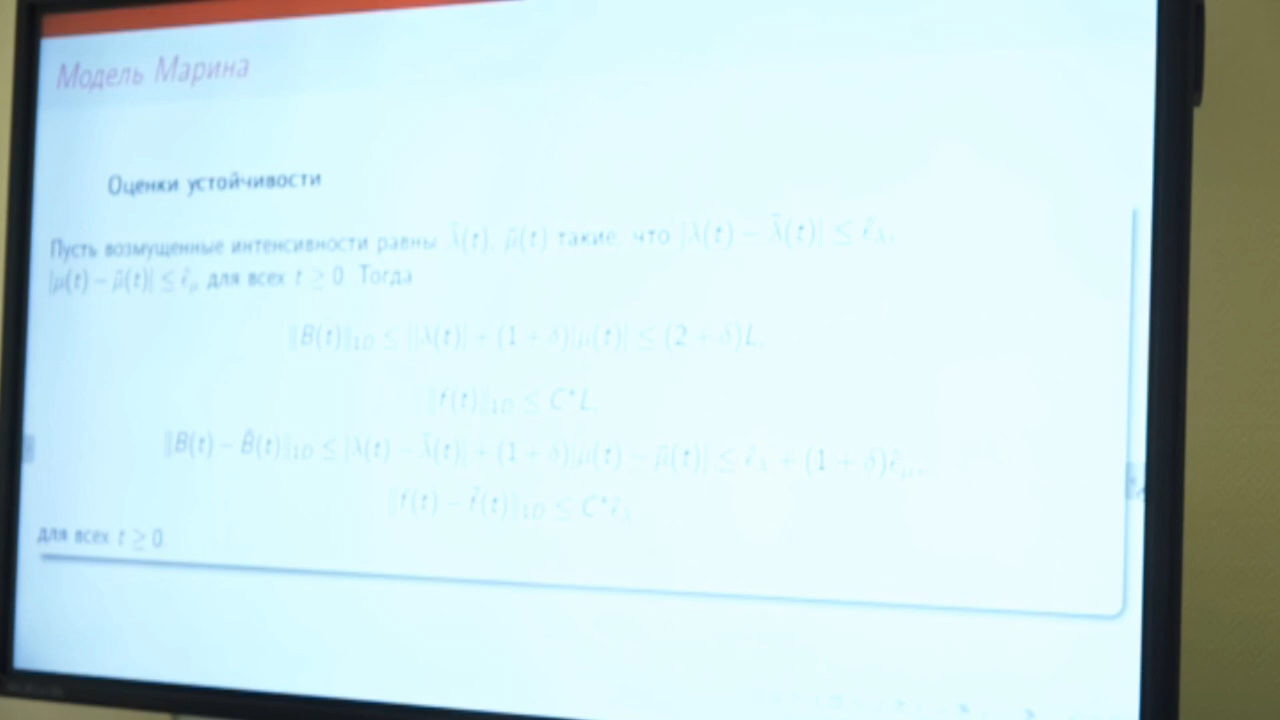 Модель Марина
Оценки устойчивости
Пусть возмущенные интенсивности равны λ̄(t), μ̄(t) такие, что |λ(t) − λ̄(t)| ≤ ε̂_λ,
|μ(t) − μ̄(t)| ≤ ε̂_μ для всех t ≥ 0. Тогда
‖B(t)‖₁D ≤ |λ(t)| + (1 + δ)|μ(t)| ≤ (2 + δ)L,
‖f(t)‖₁D ≤ C*L
‖B(t) − B̄(t)‖₁D ≤ |λ(t) − λ̄(t)| + (1 + δ)|μ(t) − μ̄(t)| ≤ ε̂_λ + (1 + δ)ε̂_μ,
‖f(t) − f̄(t)‖₁D ≤ C*ε̂_λ
для всех t ≥ 0